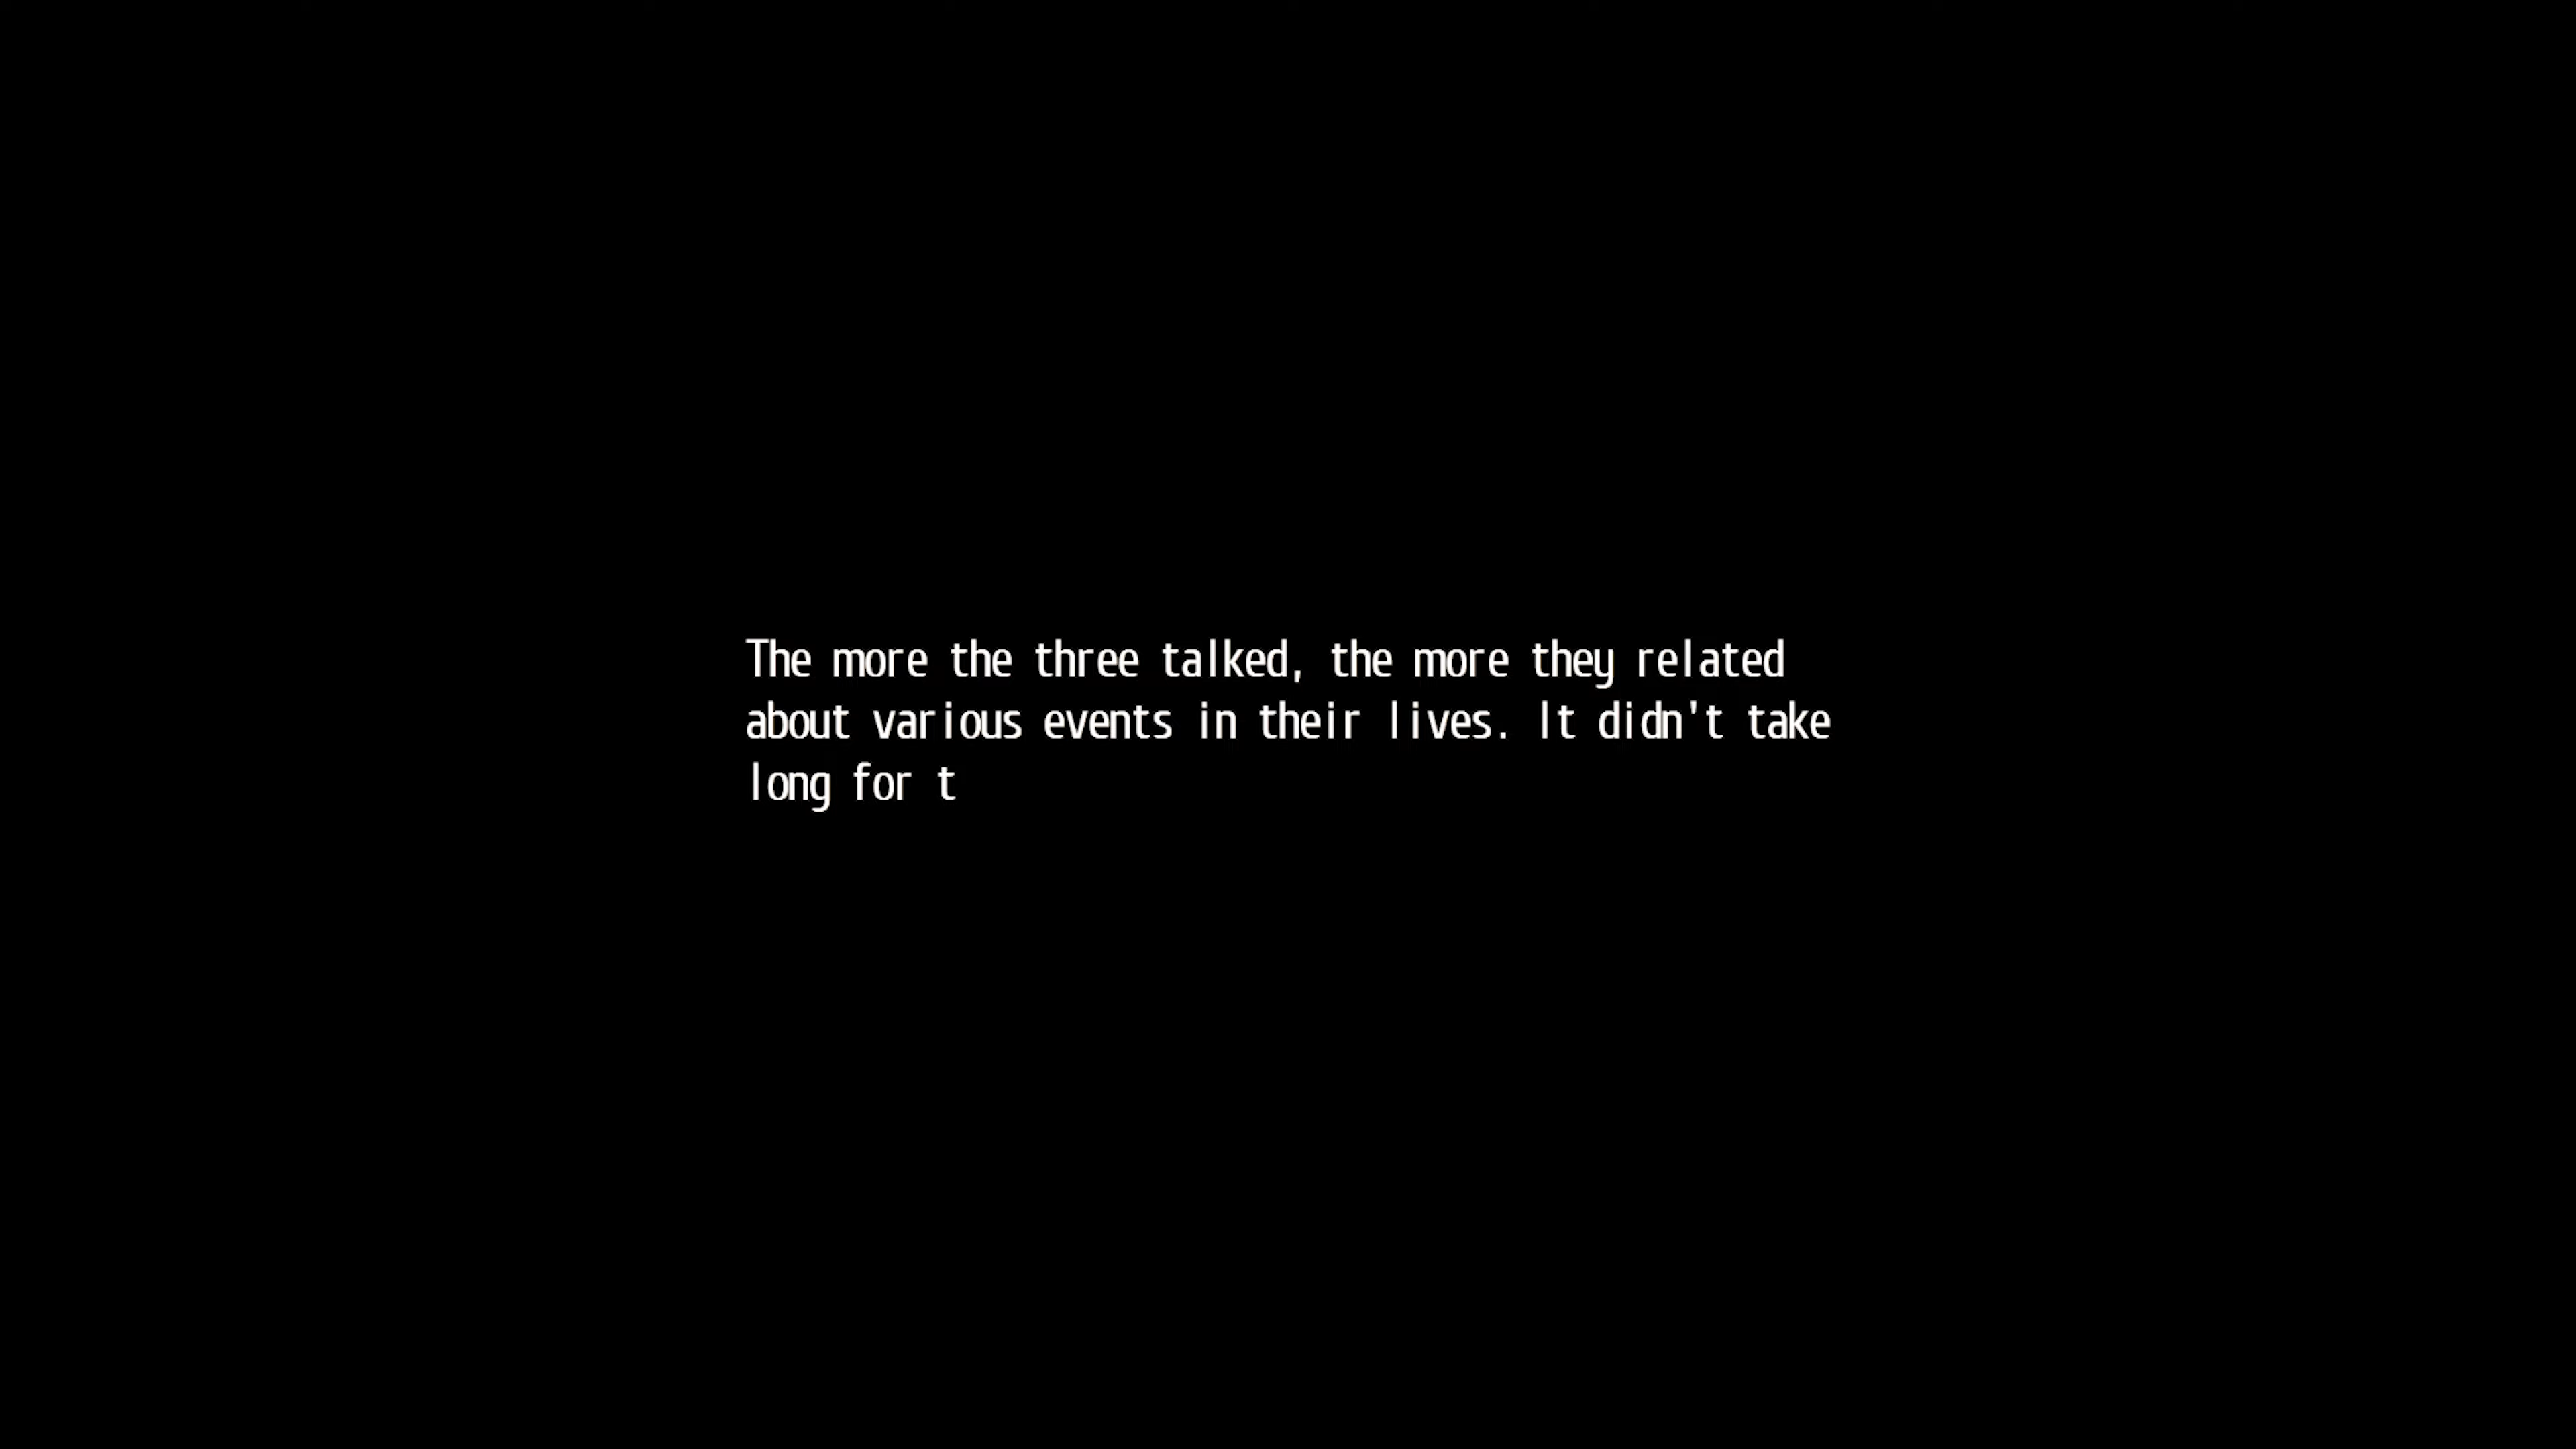 The more the three talked, the more they related
about various events in their lives. It didn't take
long for t